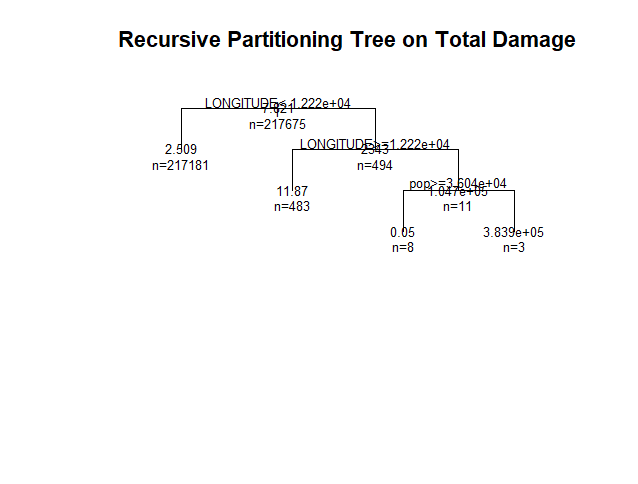 Recursive Partitioning Tree on Total Damage
LONGITUDE< 1.222e+04
7.821
n=217675
2.509
n=217181
LONGITUDE>=1.222e+04
2343
n=494
11.87
n=483
pop>=3.604e+04
1.047e+05
n=11
0.05
n=8
3.839e+05
n=3